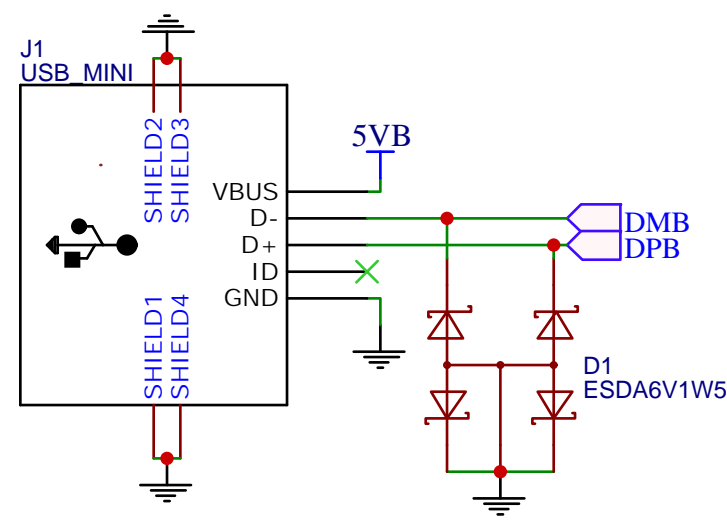 J1
USB_MINI
SHIELD2
SHIELD3
5VB
VBUS
D-
D+
ID
GND
DMB
DPB
SHIELD1
SHIELD4
D1
ESDA6V1W5